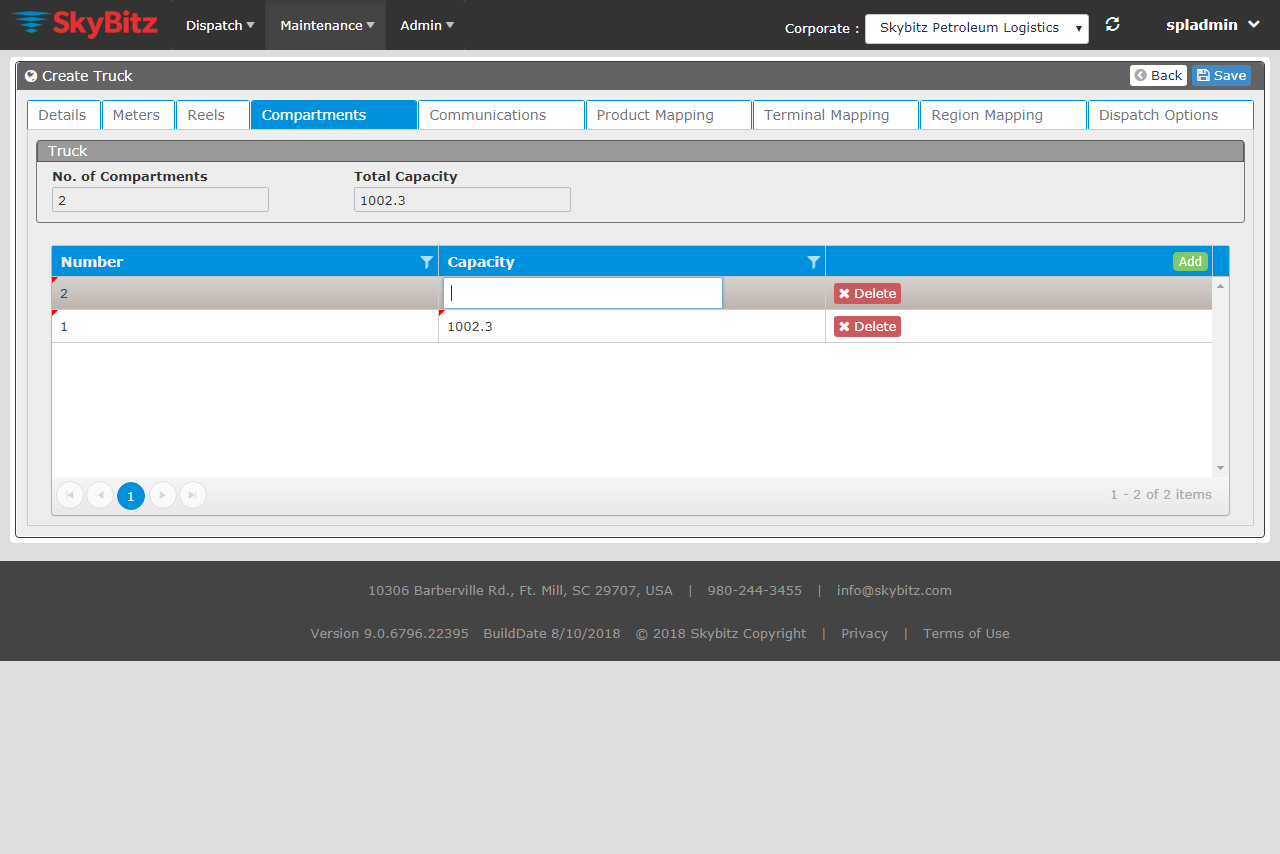 SkyBitz Dispatch Maintenance Admin Corporate : Skybitz Petroleum Logistics spladmin
Create Truck Back Save
Details Meters Reels Compartments Communications Product Mapping Terminal Mapping Region Mapping Dispatch Options
Truck
No. of Compartments Total Capacity
2 1002.3
Number Capacity Add
2 Delete
1 1002.3 Delete
1 1 - 2 of 2 items
10306 Barberville Rd., Ft. Mill, SC 29707, USA | 980-244-3455 | info@skybitz.com
Version 9.0.6796.22395 BuildDate 8/10/2018 © 2018 Skybitz Copyright | Privacy | Terms of Use